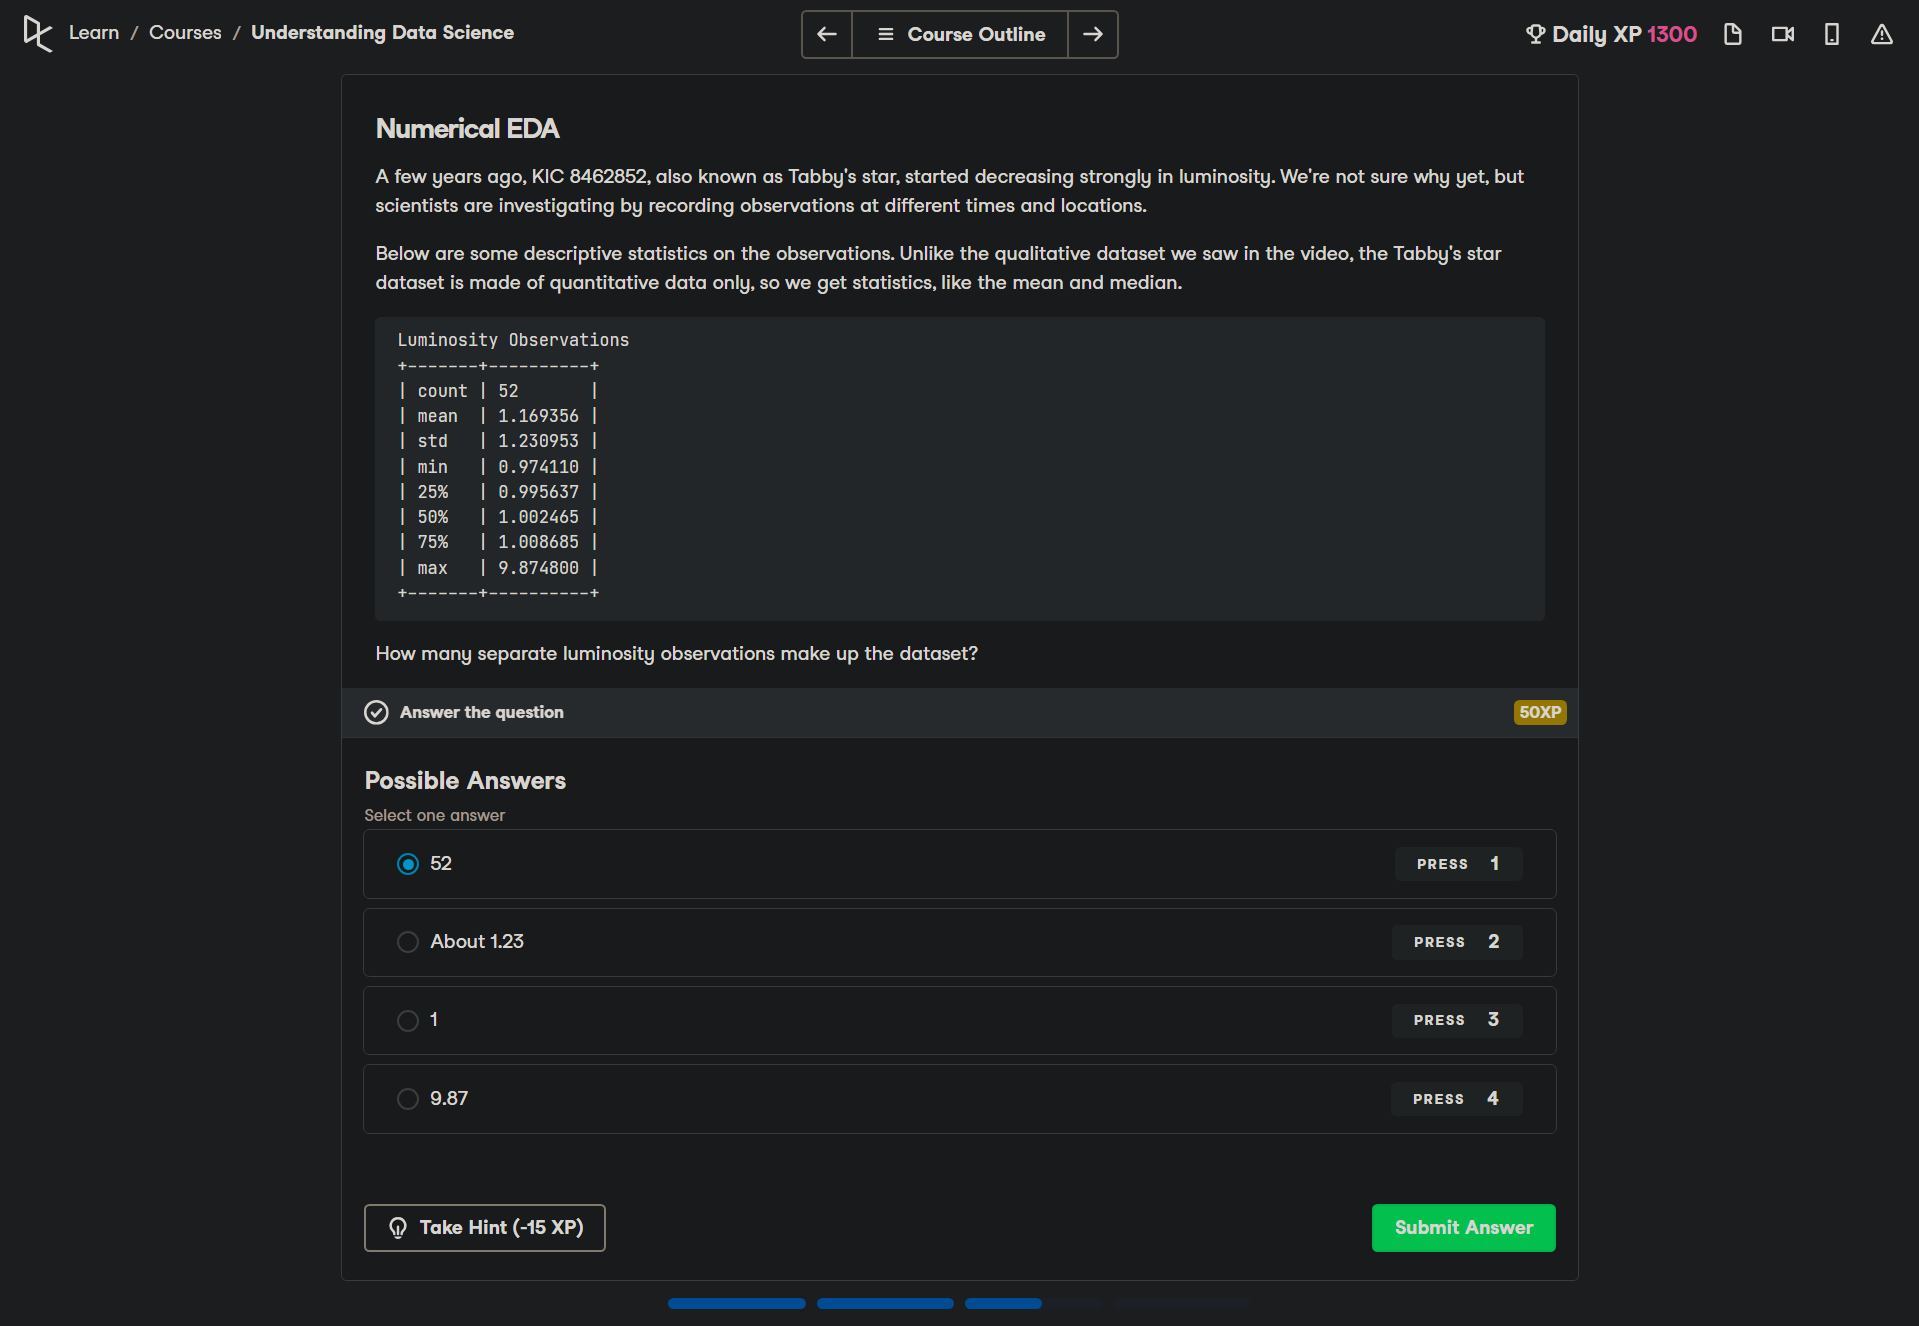 Learn / Courses / Understanding Data Science
Course Outline
Daily XP 1300
Numerical EDA
A few years ago, KIC 8462852, also known as Tabby's star, started decreasing strongly in luminosity. We're not sure why yet, but
scientists are investigating by recording observations at different times and locations.
Below are some descriptive statistics on the observations. Unlike the qualitative dataset we saw in the video, the Tabby's star
dataset is made of quantitative data only, so we get statistics, like the mean and median.
Luminosity Observations
+-------+----------+
| count | 52       |
| mean  | 1.169356 |
| std   | 1.230953 |
| min   | 0.974110 |
| 25%   | 0.995637 |
| 50%   | 1.002465 |
| 75%   | 1.008685 |
| max   | 9.874800 |
+-------+----------+
How many separate luminosity observations make up the dataset?
Answer the question 50XP
Possible Answers
Select one answer
52 PRESS 1
About 1.23 PRESS 2
1 PRESS 3
9.87 PRESS 4
Take Hint (-15 XP) Submit Answer